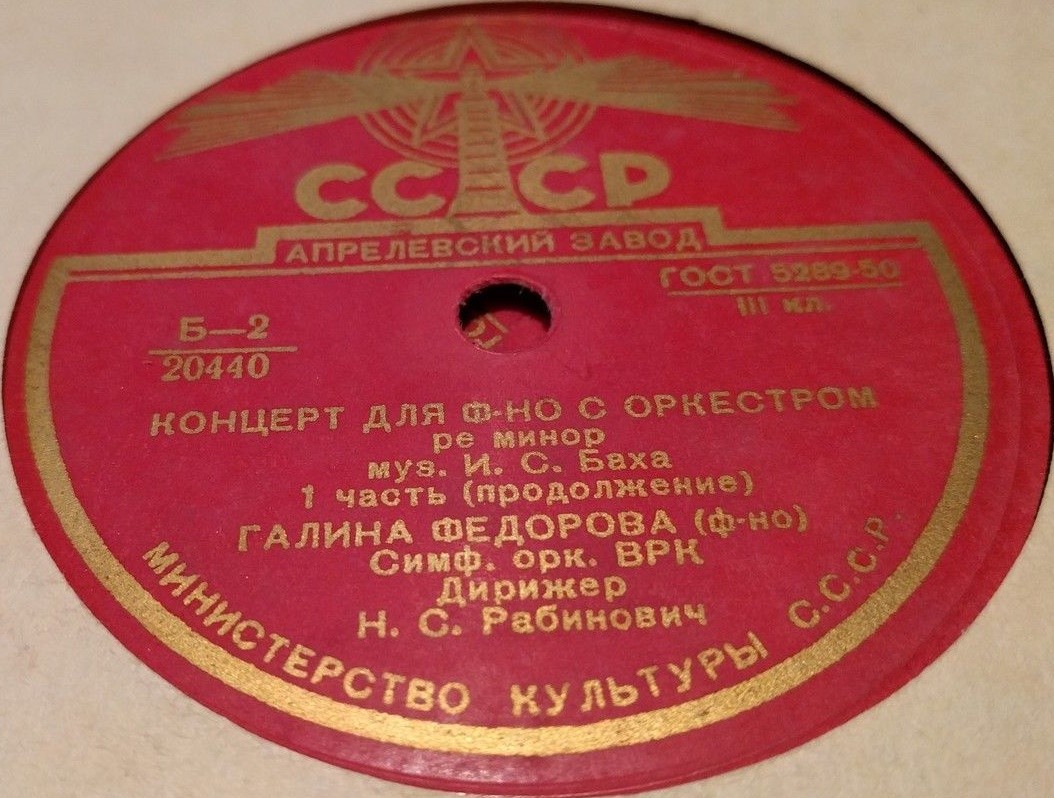 СССР
АПРЕЛЕВСКИЙ ЗАВОД
ГОСТ 5289-50
III кл.
Б—2
20440
КОНЦЕРТ ДЛЯ Ф-НО С ОРКЕСТРОМ
ре минор
муз. И. С. Баха
1 часть (продолжение)
ГАЛИНА ФЕДОРОВА (ф-но)
Симф. орк. ВРК
Дирижер
Н. С. Рабинович
МИНИСТЕРСТВО КУЛЬТУРЫ С.С.С.Р.